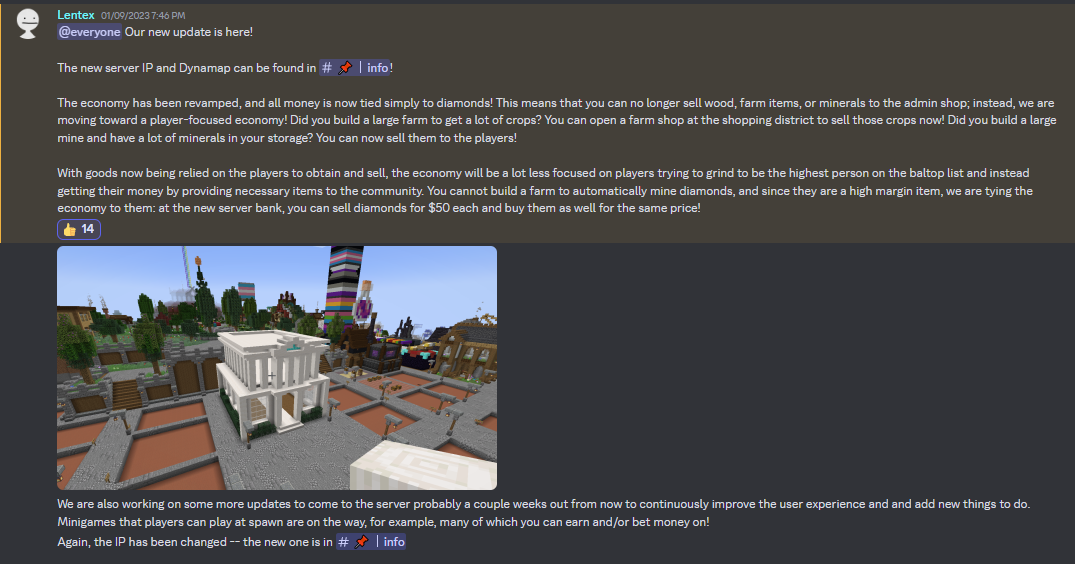 Lentex 01/09/2023 7:46 PM
@everyone Our new update is here!
The new server IP and Dynamap can be found in # 📌 | info!
The economy has been revamped, and all money is now tied simply to diamonds! This means that you can no longer sell wood, farm items, or minerals to the admin shop; instead, we are
moving toward a player-focused economy! Did you build a large farm to get a lot of crops? You can open a farm shop at the shopping district to sell those crops now! Did you build a large
mine and have a lot of minerals in your storage? You can now sell them to the players!
With goods now being relied on the players to obtain and sell, the economy will be a lot less focused on players trying to grind to be the highest person on the baltop list and instead
getting their money by providing necessary items to the community. You cannot build a farm to automatically mine diamonds, and since they are a high margin item, we are tying the
economy to them: at the new server bank, you can sell diamonds for $50 each and buy them as well for the same price!
👍 14
We are also working on some more updates to come to the server probably a couple weeks out from now to continuously improve the user experience and and add new things to do.
Minigames that players can play at spawn are on the way, for example, many of which you can earn and/or bet money on!
Again, the IP has been changed -- the new one is in # 📌 | info